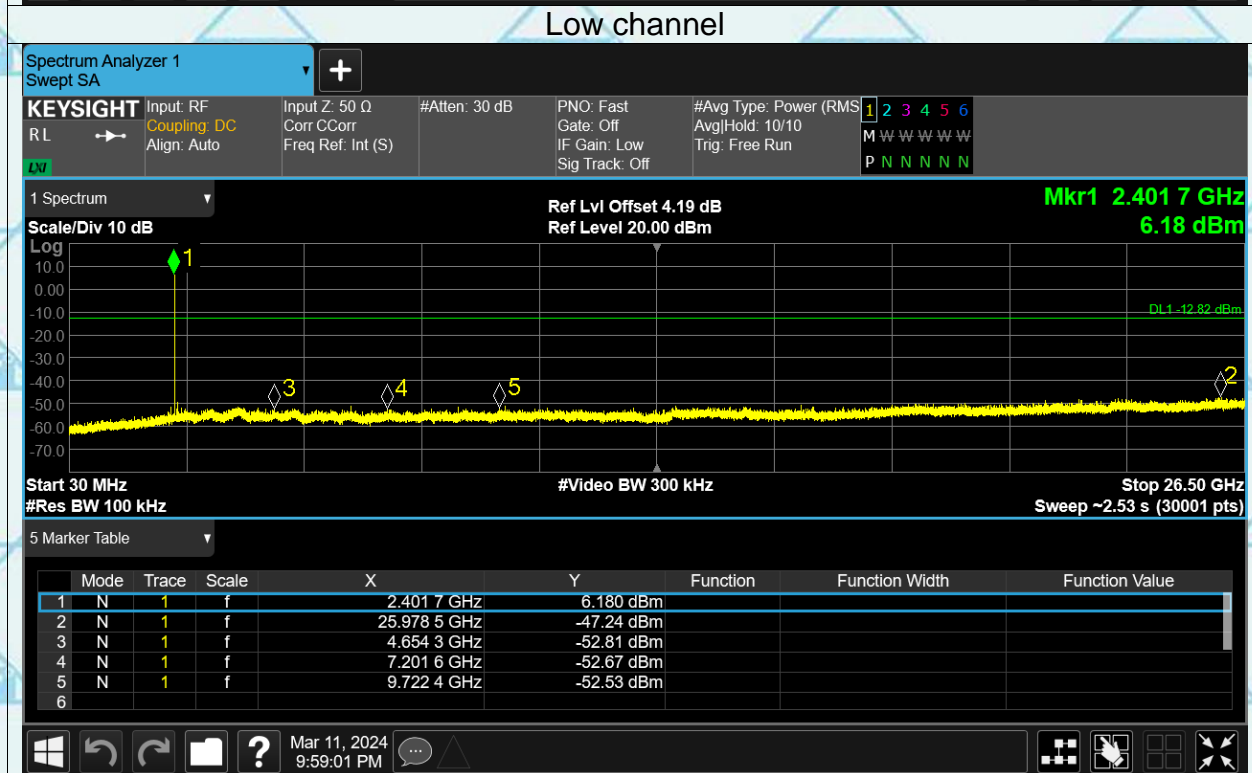 Low channel
Spectrum Analyzer 1
Swept SA
KEYSIGHT Input: RF Input Z: 50 Ω #Atten: 30 dB PNO: Fast #Avg Type: Power (RMS 1 2 3 4 5 6
RL Coupling: DC Corr CCorr Gate: Off Avg|Hold: 10/10 M W W W W W
Align: Auto Freq Ref: Int (S) IF Gain: Low Trig: Free Run
LXI Sig Track: Off P N N N N N
1 Spectrum Ref Lvl Offset 4.19 dB Mkr1 2.401 7 GHz
Scale/Div 10 dB Ref Level 20.00 dBm 6.18 dBm
Log
1
10.0
0.00
-10.0 DL1 -12.82 dBm
-20.0
-30.0
-40.0 3 4 5 2
-50.0
-60.0
-70.0
Start 30 MHz #Video BW 300 kHz Stop 26.50 GHz
#Res BW 100 kHz Sweep ~2.53 s (30001 pts)
5 Marker Table
Mode Trace Scale X Y Function Function Width Function Value
1 N 1 f 2.401 7 GHz 6.180 dBm
2 N 1 f 25.978 5 GHz -47.24 dBm
3 N 1 f 4.654 3 GHz -52.81 dBm
4 N 1 f 7.201 6 GHz -52.67 dBm
5 N 1 f 9.722 4 GHz -52.53 dBm
6
? Mar 11, 2024
9:59:01 PM